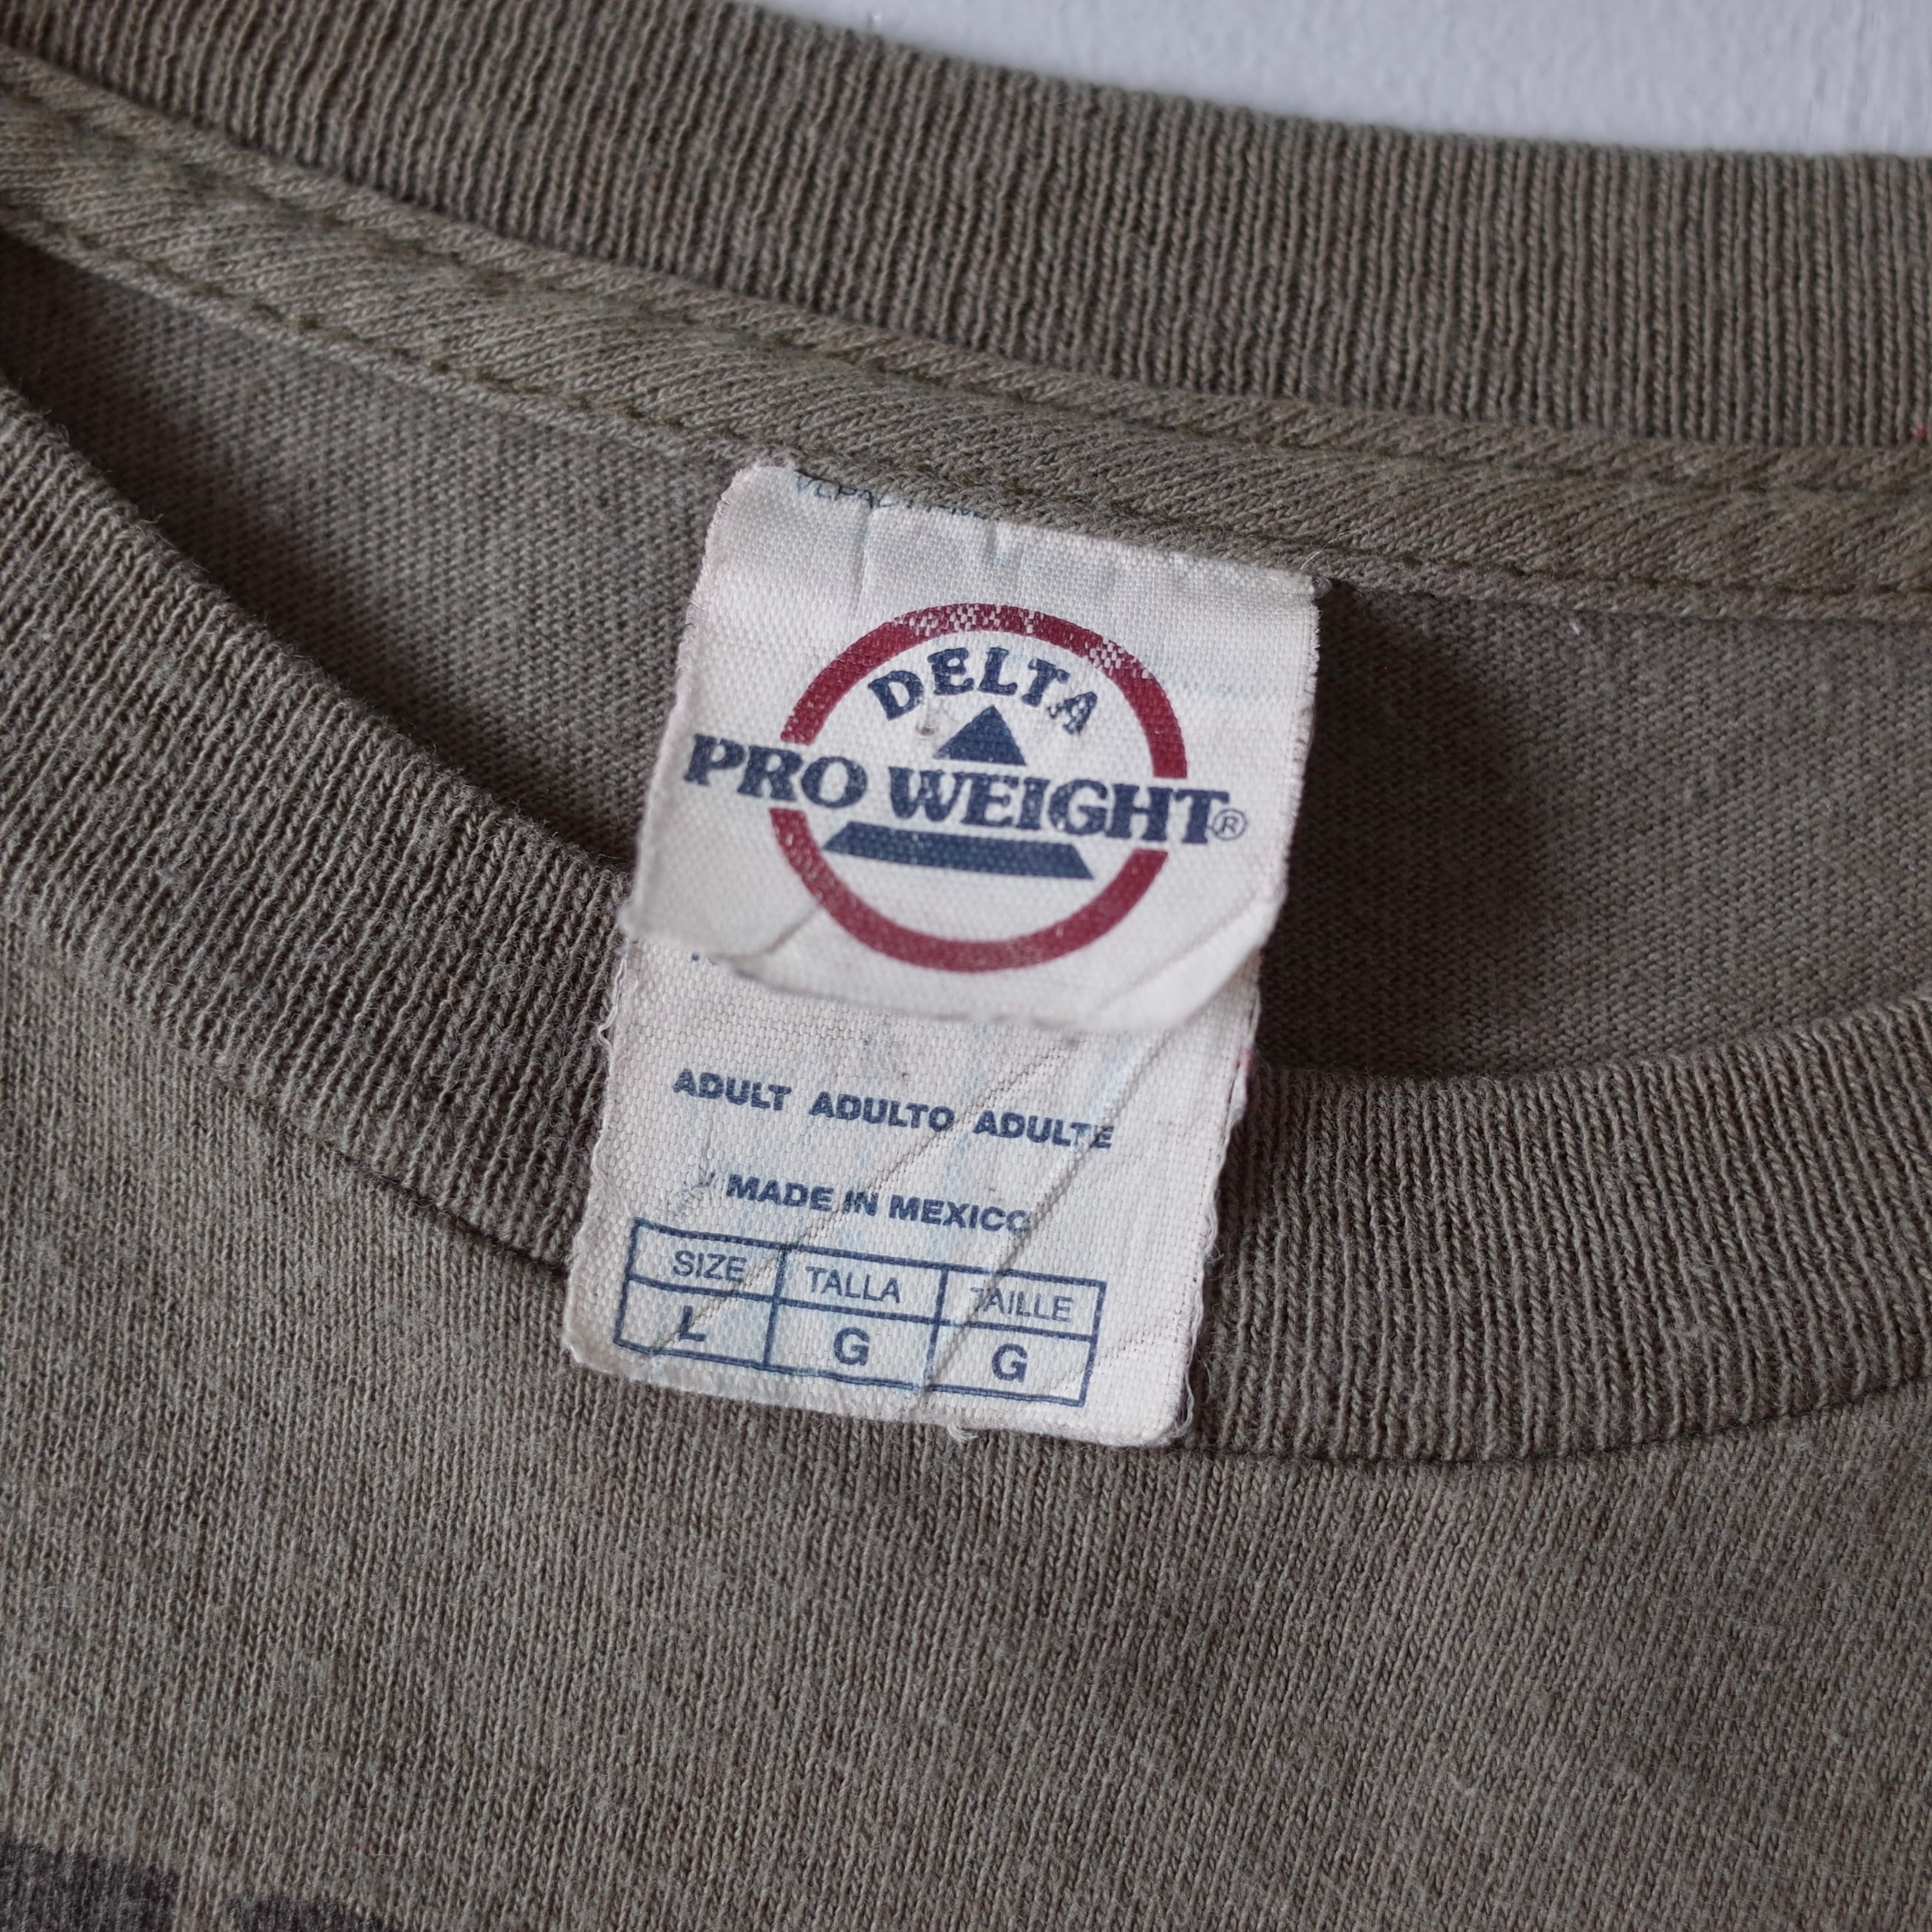 DELTA
PRO WEIGHT®
ADULT ADULTO ADULTE
MADE IN MEXICO
SIZE TALLA TAILLE
L G G